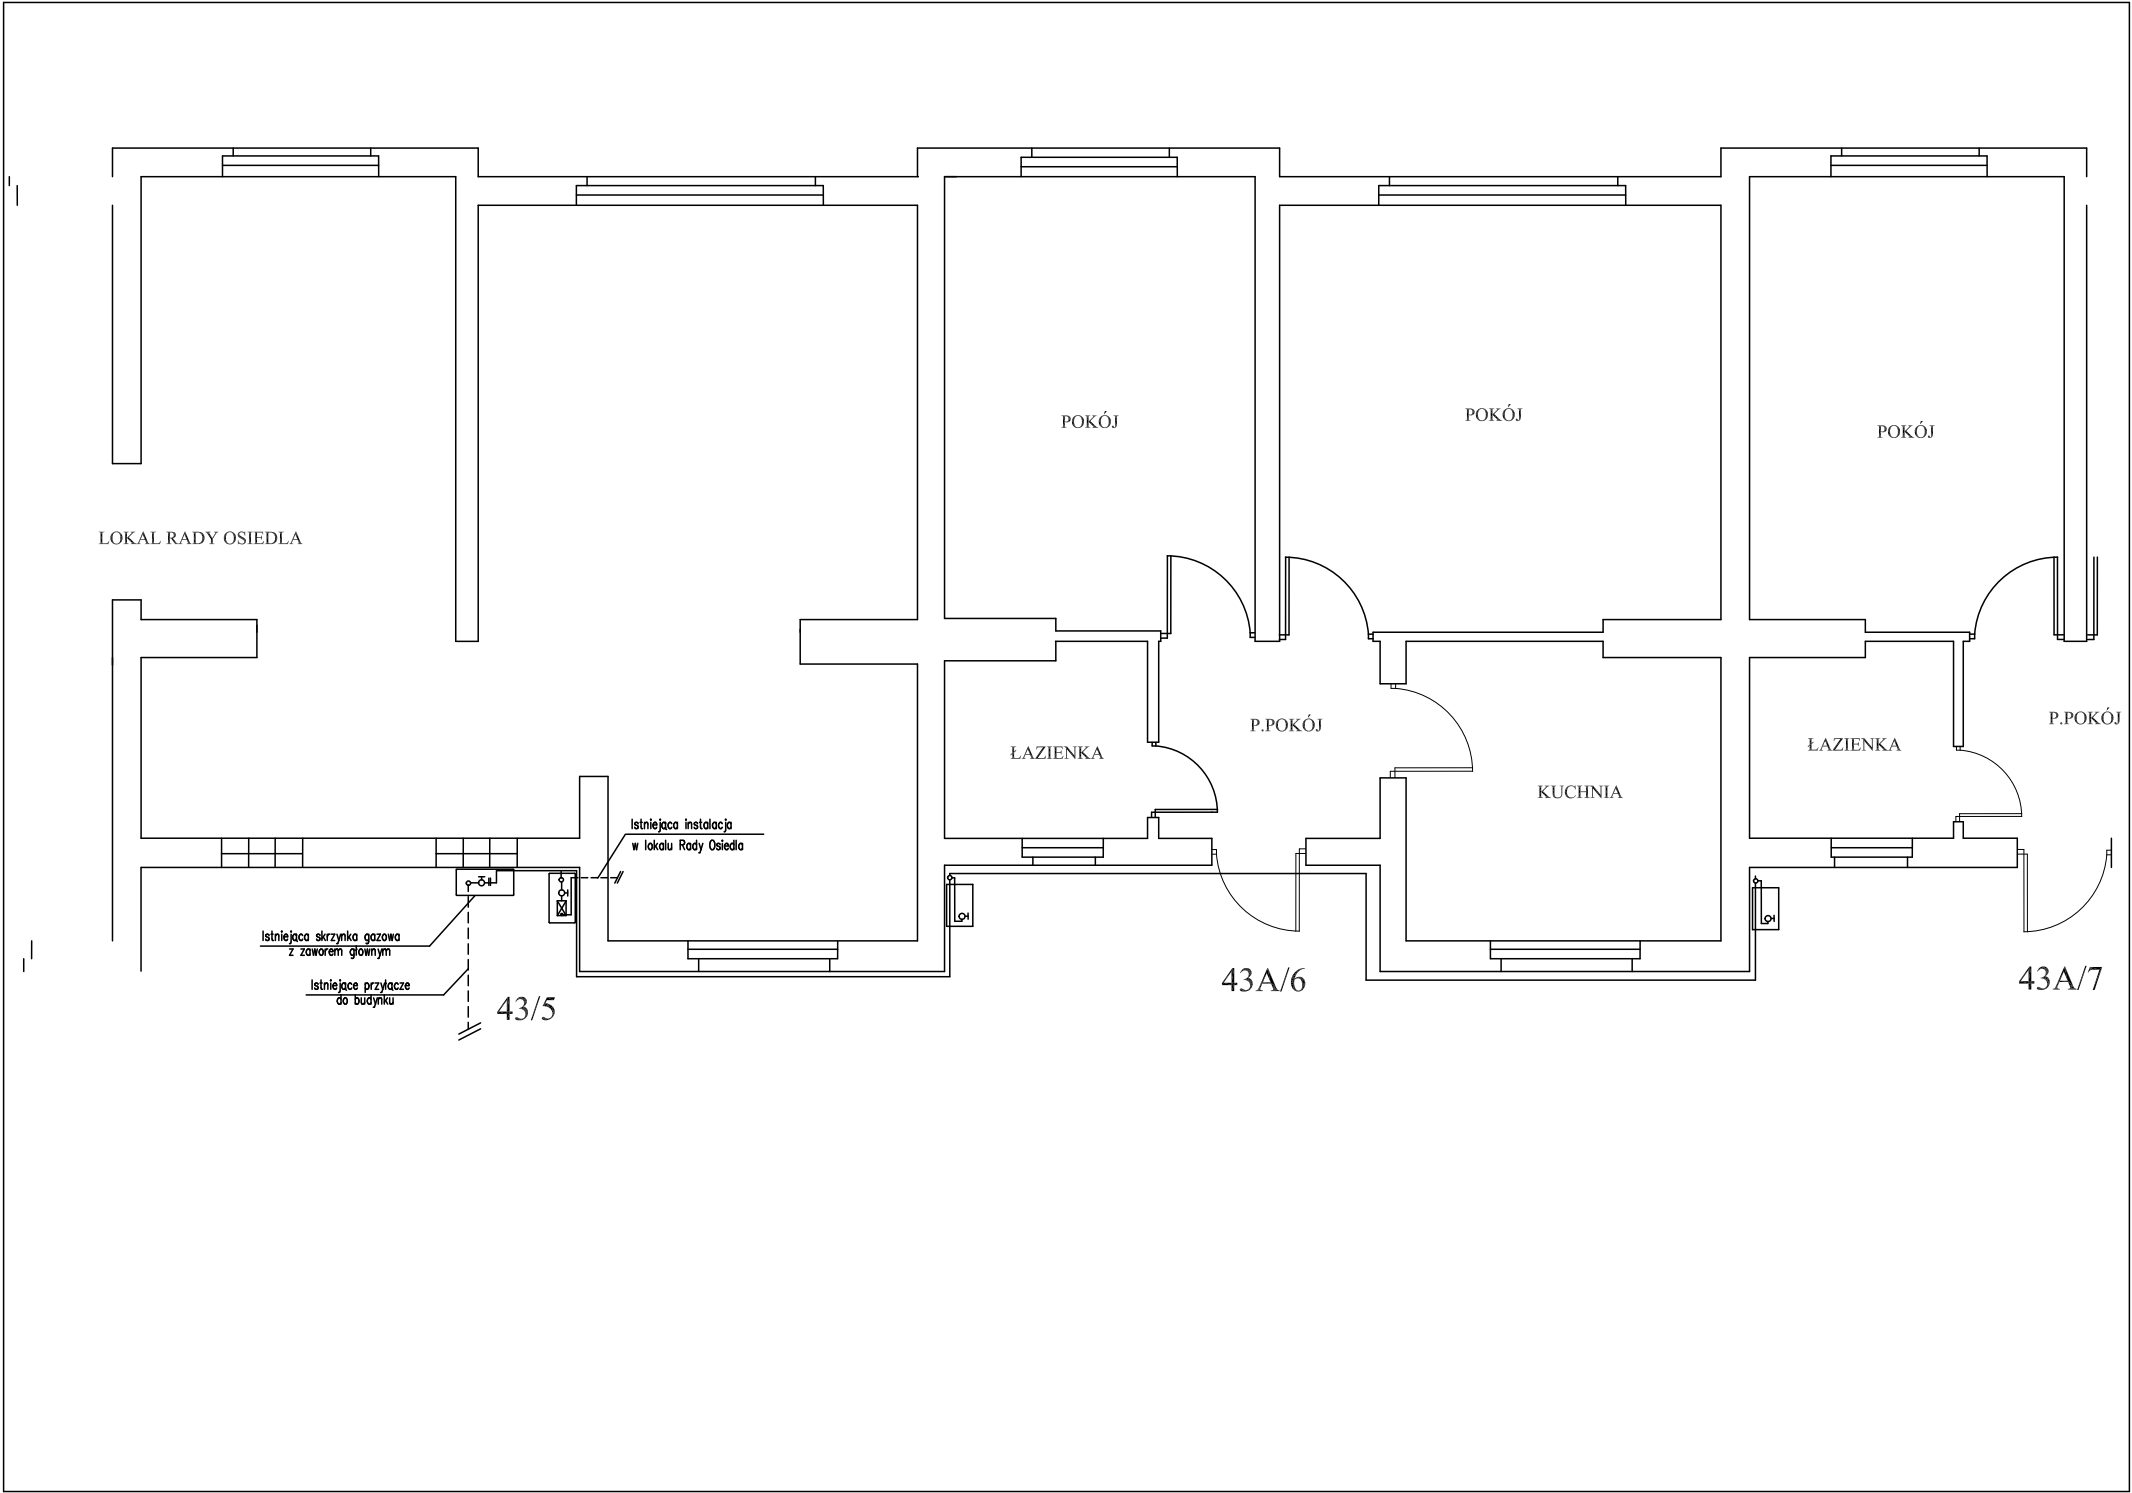 POKÓJ
POKÓJ
POKÓJ
LOKAL RADY OSIEDLA
P.POKÓJ
P.POKÓJ
ŁAZIENKA
ŁAZIENKA
KUCHNIA
Istniejąca instalacja
w lokalu Rady Osiedla
Istniejąca skrzynka gazowa
z zaworem głównym
Istniejące przyłącze
do budynku
43/5
43A/6
43A/7